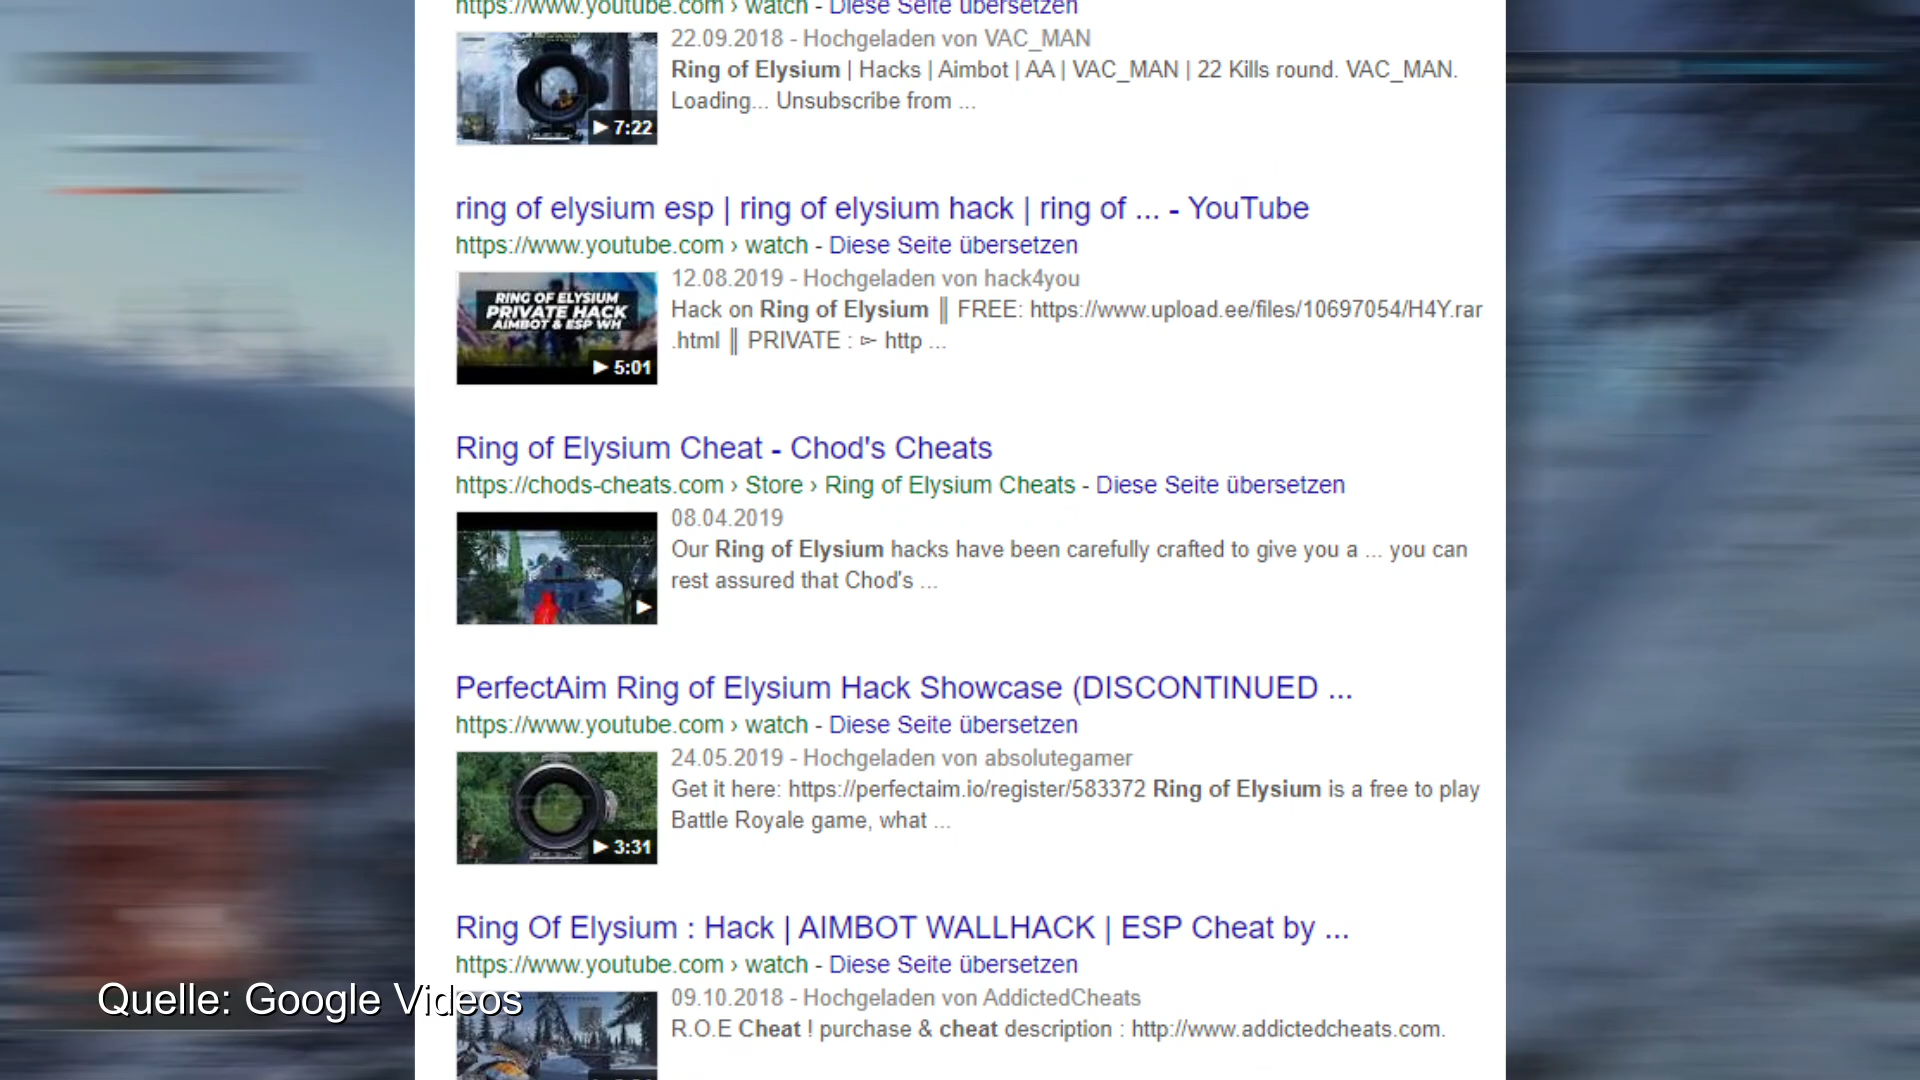 https://www.youtube.com › watch - Diese Seite übersetzen
22.09.2018 - Hochgeladen von VAC_MAN
Ring of Elysium | Hacks | Aimbot | AA | VAC_MAN | 22 Kills round. VAC_MAN.
Loading... Unsubscribe from ...
7:22
ring of elysium esp | ring of elysium hack | ring of ... - YouTube
https://www.youtube.com › watch - Diese Seite übersetzen
12.08.2019 - Hochgeladen von hack4you
RING OF ELYSIUM
PRIVATE HACK
AIMBOT & ESP WH
5:01
Hack on Ring of Elysium ║ FREE: https://www.upload.ee/files/10697054/H4Y.rar
.html ║ PRIVATE : ▻ http ...
Ring of Elysium Cheat - Chod's Cheats
https://chods-cheats.com › Store › Ring of Elysium Cheats - Diese Seite übersetzen
08.04.2019
Our Ring of Elysium hacks have been carefully crafted to give you a ... you can
rest assured that Chod's ...
PerfectAim Ring of Elysium Hack Showcase (DISCONTINUED ...
https://www.youtube.com › watch - Diese Seite übersetzen
24.05.2019 - Hochgeladen von absolutegamer
Get it here: https://perfectaim.io/register/583372 Ring of Elysium is a free to play
Battle Royale game, what ...
3:31
Ring Of Elysium : Hack | AIMBOT WALLHACK | ESP Cheat by ...
https://www.youtube.com › watch - Diese Seite übersetzen
09.10.2018 - Hochgeladen von AddictedCheats
R.O.E Cheat ! purchase & cheat description : http://www.addictedcheats.com.
Quelle: Google Videos